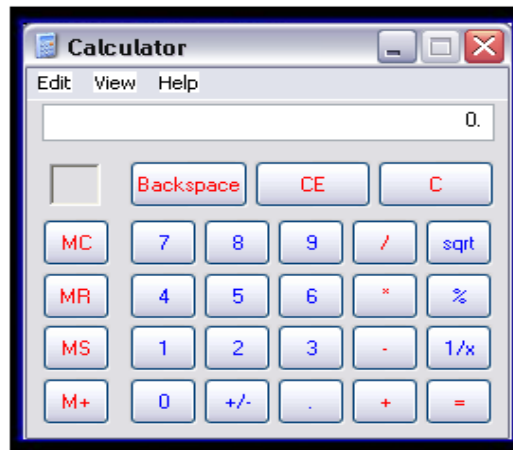 Calculator
Edit View Help
0.
Backspace CE C
MC 7 8 9 / sqrt
MR 4 5 6 * %
MS 1 2 3 - 1/x
M+ 0 +/- . + =